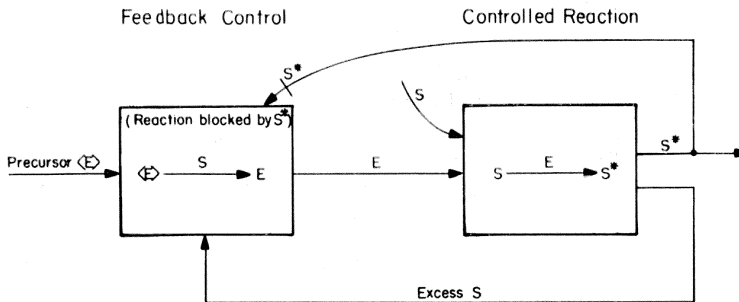 Feedback Control
Controlled Reaction
S*
S
(Reaction blocked by S*)
S*
Precursor <E>
<E> S E
E
S E S*
Excess S